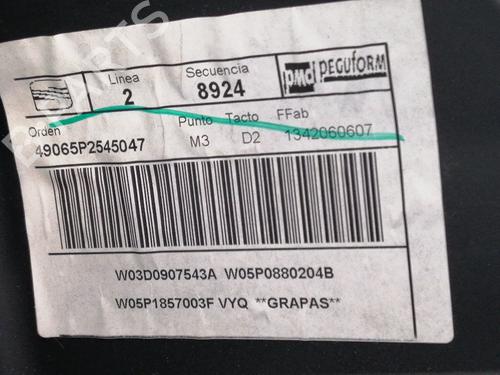 Linea Secuencia
2 8924 pmd PEGUFORM
Orden Punto Tacto FFab
49065P2545047 M3 D2 1342060607
W03D0907543A W05P0880204B
W05P1857003F VYQ **GRAPAS**